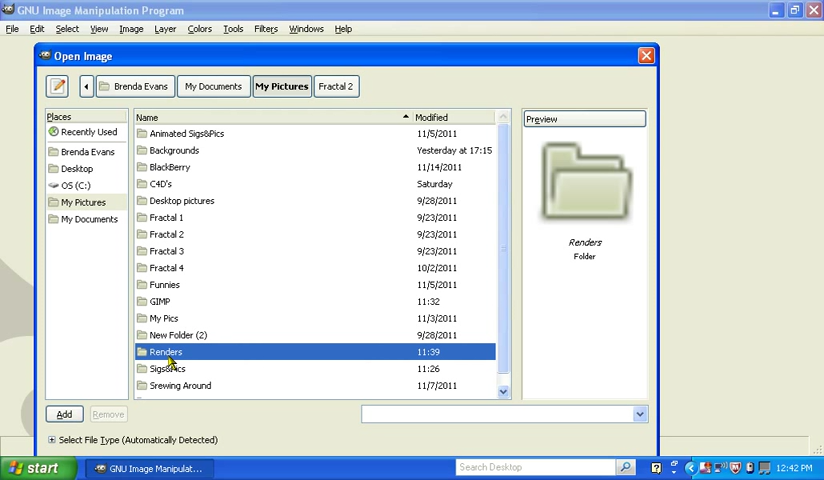 GNU Image Manipulation Program
File Edit Select View Image Layer Colors Tools Filters Windows Help
Open Image
Brenda Evans My Documents My Pictures Fractal 2
Places
Recently Used
Brenda Evans
Desktop
OS (C:)
My Pictures
My Documents
Name Modified
Animated Sigs&Pics 11/5/2011
Backgrounds Yesterday at 17:15
BlackBerry 11/14/2011
C4D's Saturday
Desktop pictures 9/28/2011
Fractal 1 9/23/2011
Fractal 2 9/23/2011
Fractal 3 9/23/2011
Fractal 4 10/2/2011
Funnies 11/5/2011
GIMP 11:32
My Pics 11/3/2011
New Folder (2) 9/28/2011
Renders 11:39
Sigs&Pics 11:26
Srewing Around 11/7/2011
Preview
Renders
Folder
Add Remove
Select File Type (Automatically Detected)
start GNU Image Manipulat... Search Desktop 12:42 PM